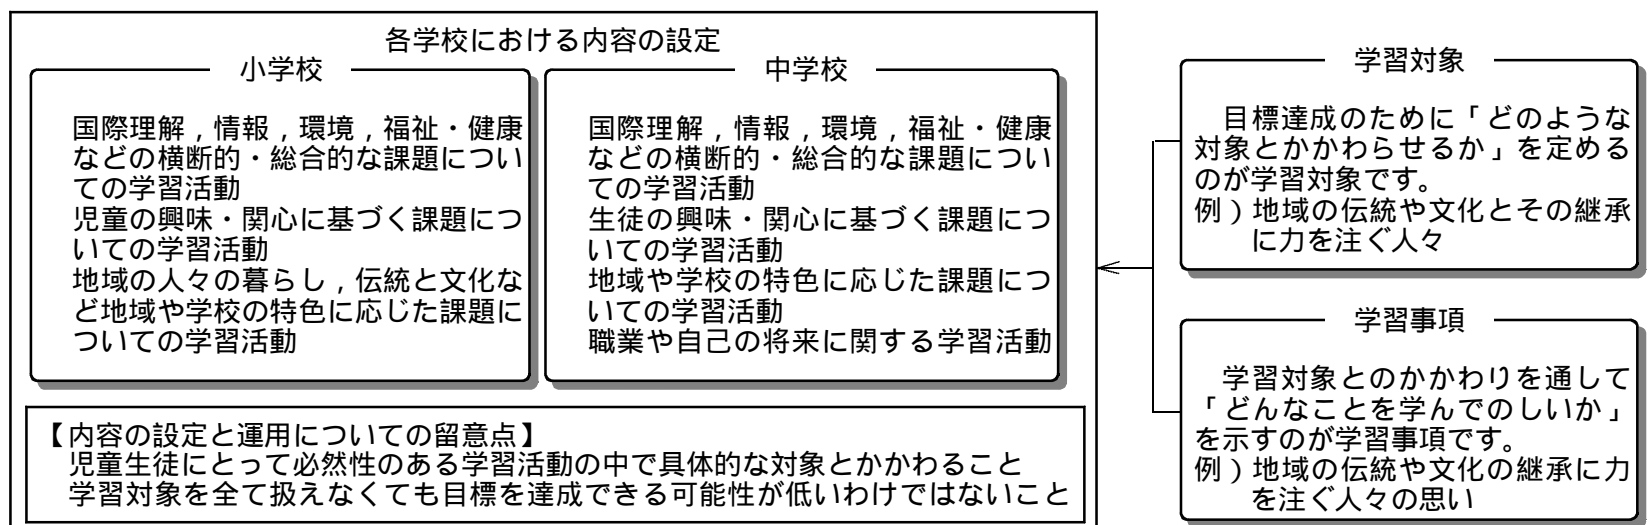 各学校における内容の設定
小学校
国際理解，情報，環境，福祉・健康
などの横断的・総合的な課題につい
ての学習活動
児童の興味・関心に基づく課題につ
いての学習活動
地域の人々の暮らし，伝統と文化な
ど地域や学校の特色に応じた課題に
ついての学習活動
中学校
国際理解，情報，環境，福祉・健康
などの横断的・総合的な課題につい
ての学習活動
生徒の興味・関心に基づく課題につ
いての学習活動
地域や学校の特色に応じた課題につ
いての学習活動
職業や自己の将来に関する学習活動
【内容の設定と運用についての留意点】
児童生徒にとって必然性のある学習活動の中で具体的な対象とかかわること
学習対象を全て扱えなくても目標を達成できる可能性が低いわけではないこと
学習対象
目標達成のために「どのような
対象とかかわらせるか」を定める
のが学習対象です。
例）地域の伝統や文化とその継承
に力を注ぐ人々
学習事項
学習対象とのかかわりを通して
「どんなことを学んでのしいか」
を示すのが学習事項です。
例）地域の伝統や文化の継承に力
を注ぐ人々の思い